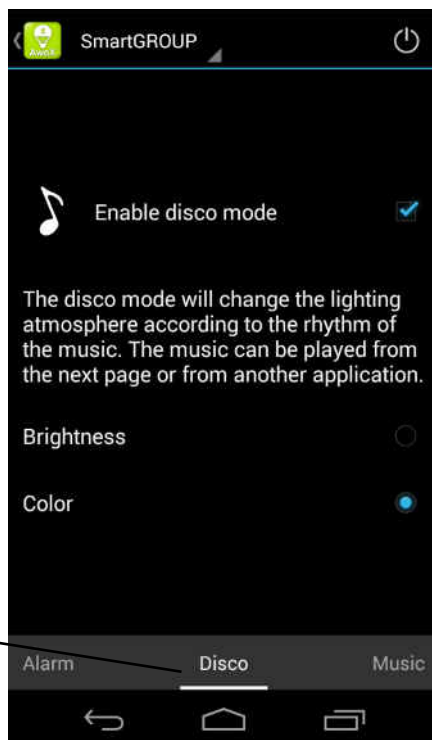 AwoX
SmartGROUP
Enable disco mode
The disco mode will change the lighting
atmosphere according to the rhythm of
the music. The music can be played from
the next page or from another application.
Brightness
Color
Alarm Disco Music